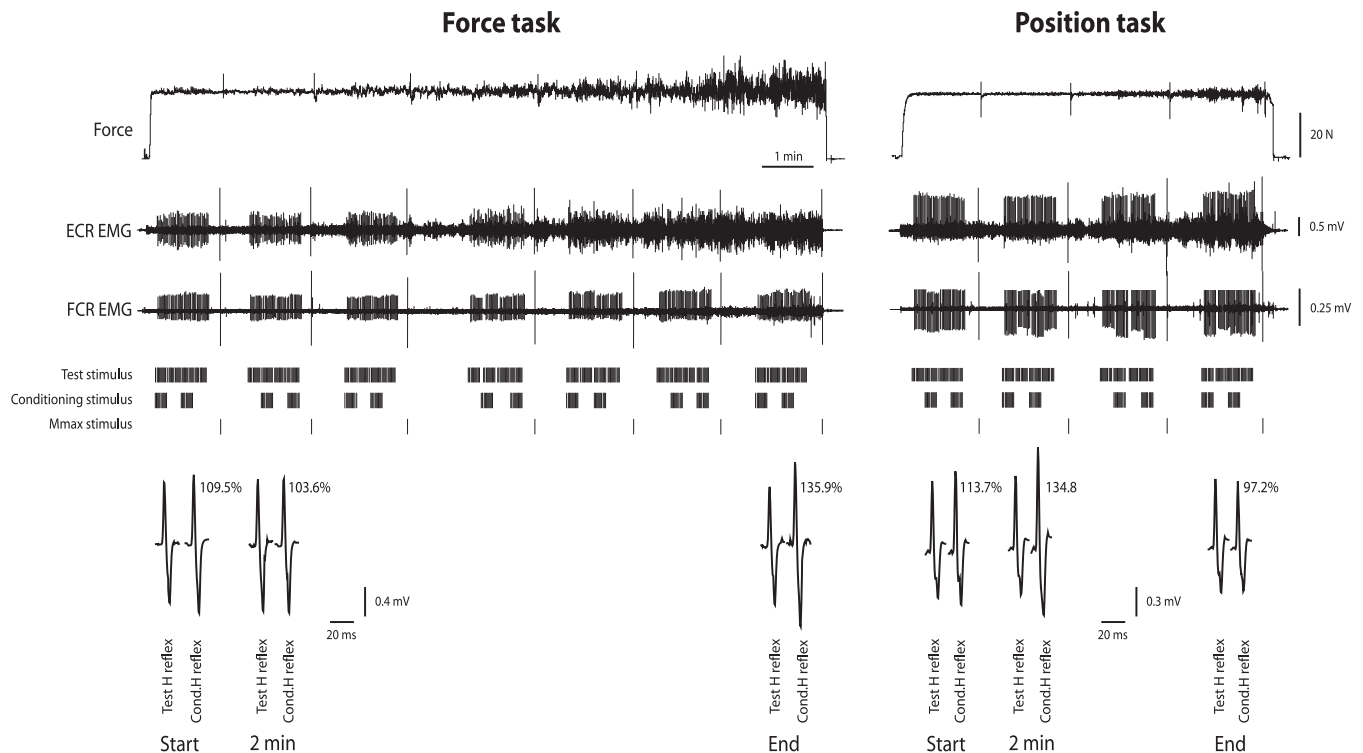 Force task
Position task
Force
1 min
20 N
ECR EMG
0.5 mV
FCR EMG
0.25 mV
Test stimulus
Conditioning stimulus
Mmax stimulus
109.5%
103.6%
135.9%
113.7%
134.8
97.2%
0.4 mV
20 ms
0.3 mV
20 ms
Test H reflex
Cond.H reflex
Test H reflex
Cond.H reflex
Test H reflex
Cond.H reflex
Test H reflex
Cond.H reflex
Test H reflex
Cond.H reflex
Test H reflex
Cond.H reflex
Start
2 min
End
Start
2 min
End